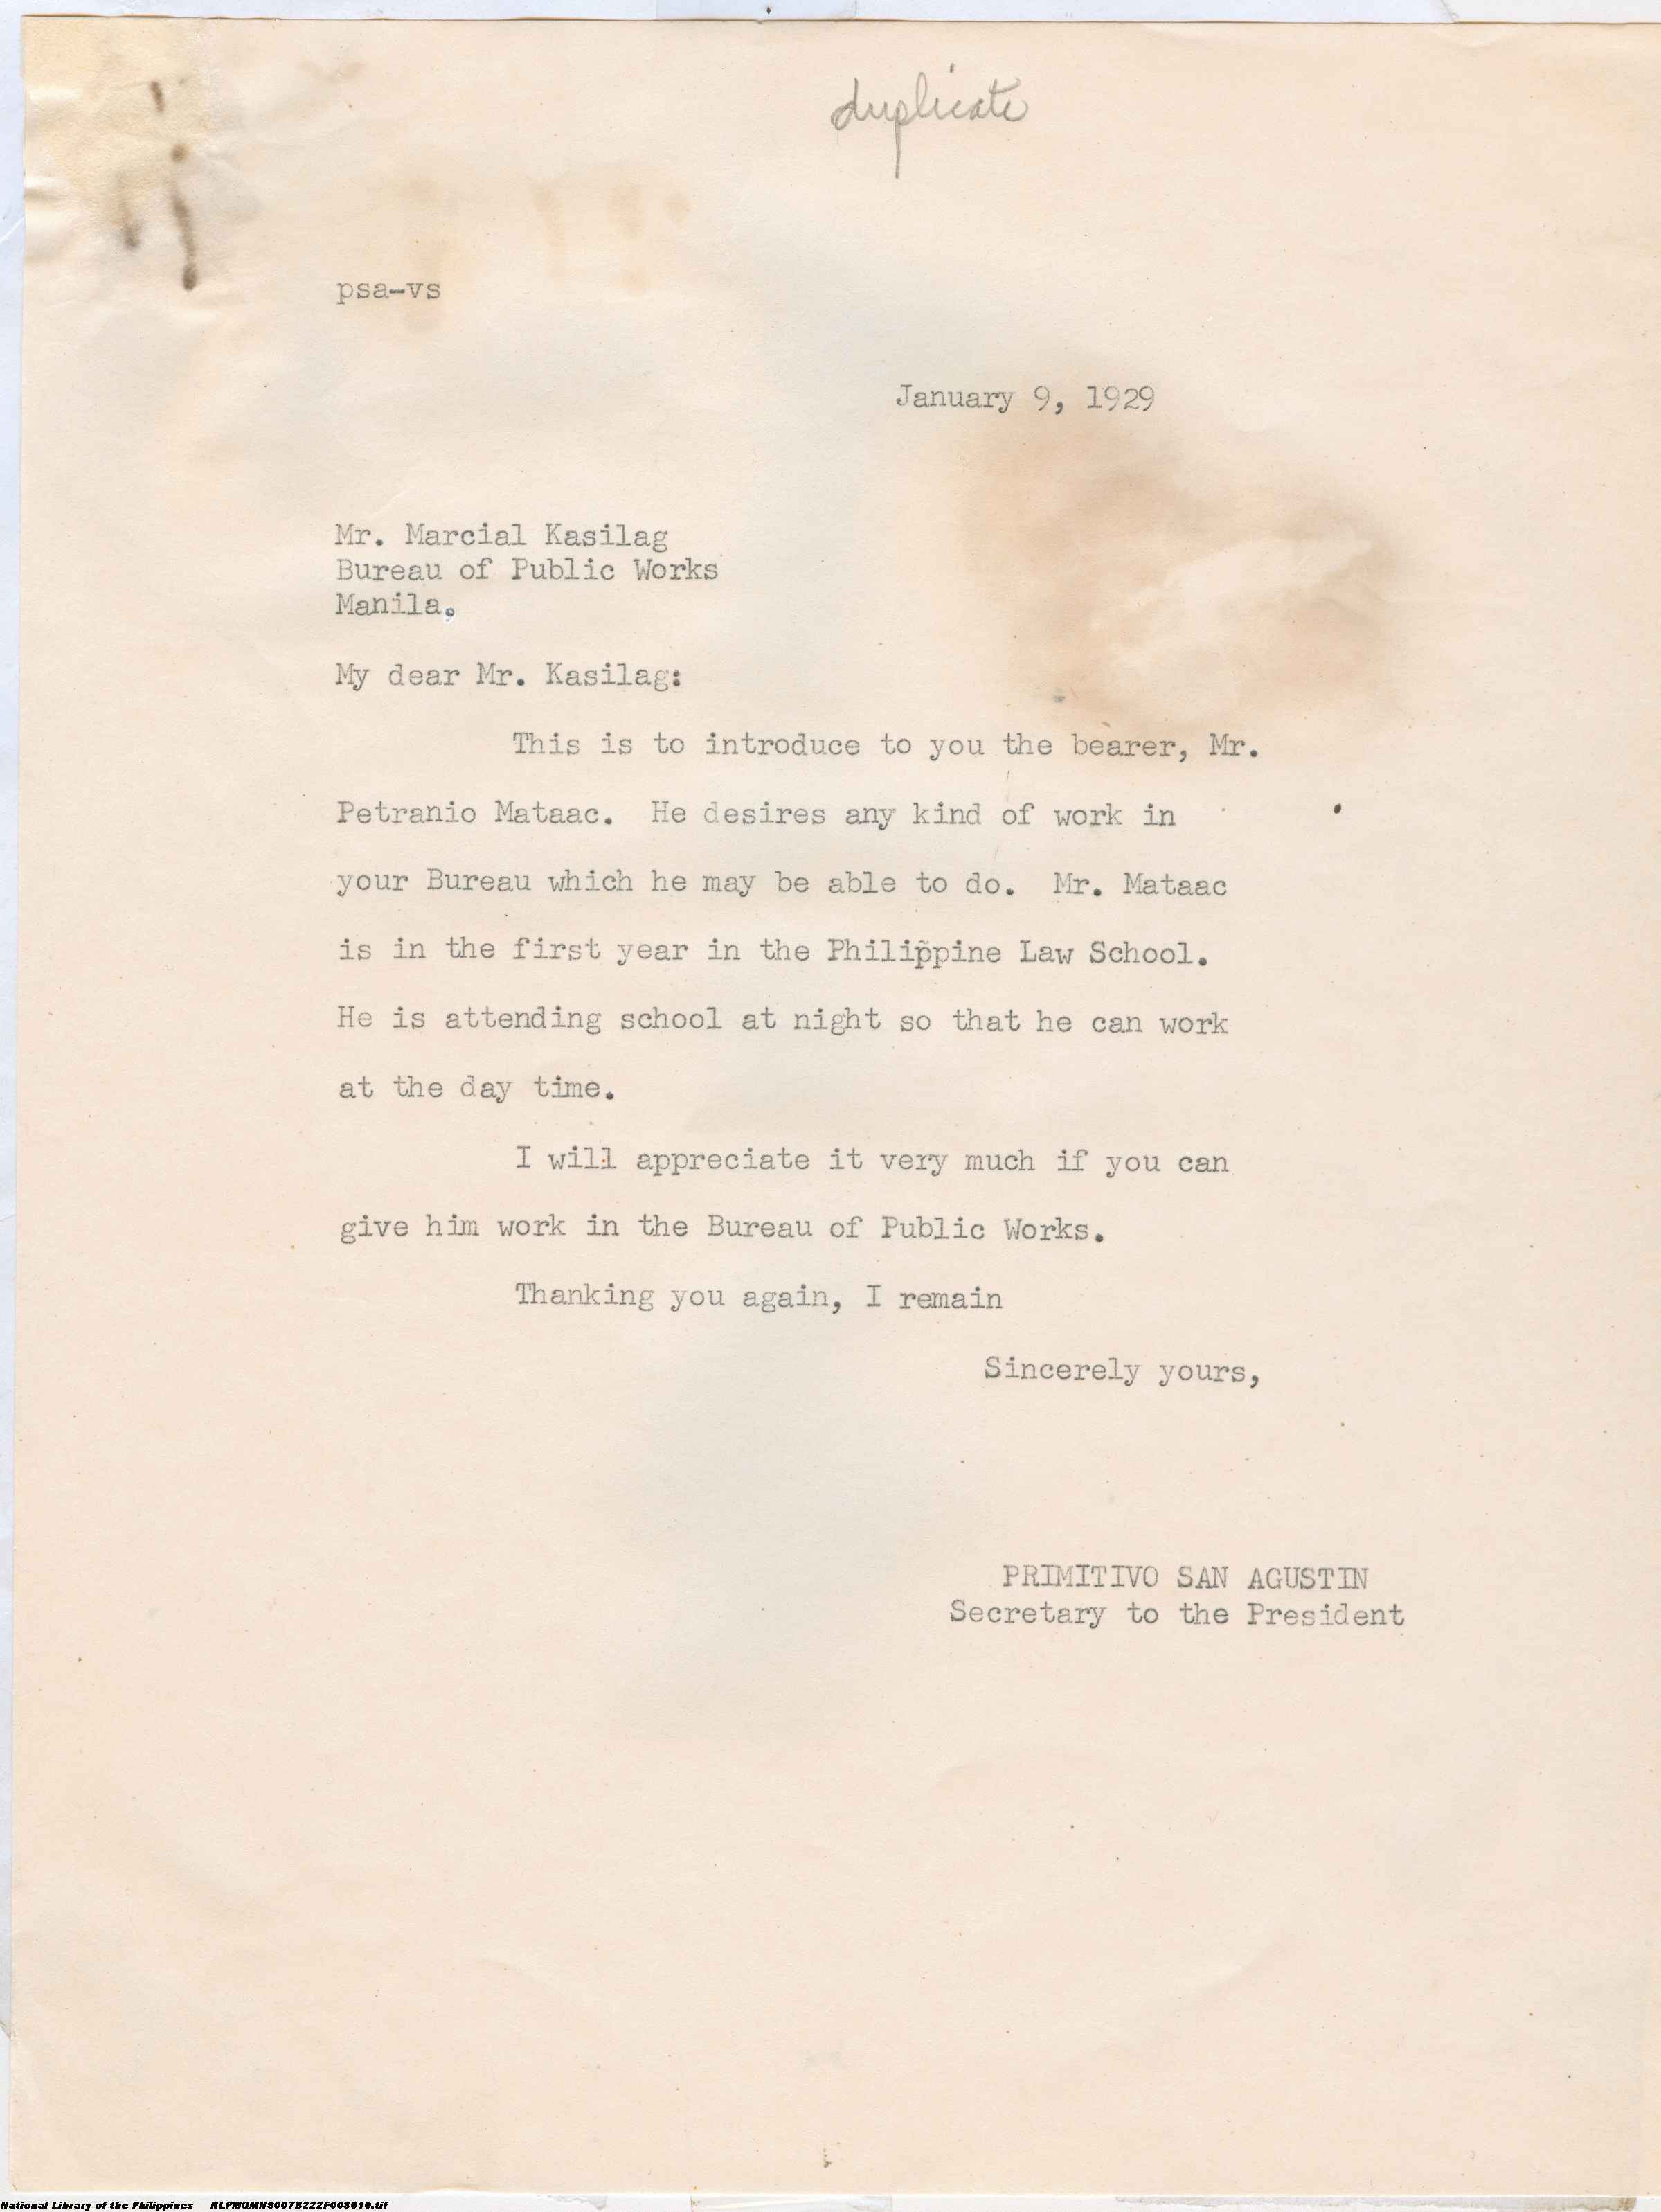 duplicate
psa-vs
January 9, 1929
Mr. Marcial Kasilag
Bureau of Public Works
Manila.
My dear Mr. Kasilag:
This is to introduce to you the bearer, Mr.
Petranio Mataac. He desires any kind of work in
your Bureau which he may be able to do. Mr. Mataac
is in the first year in the Philippine Law School.
He is attending school at night so that he can work
at the day time.
I will appreciate it very much if you can
give him work in the Bureau of Public Works.
Thanking you again, I remain
Sincerely yours,
PRIMITIVO SAN AGUSTIN
Secretary to the President
National Library of the Philippines NLPMQMNS007B222F003010.tif